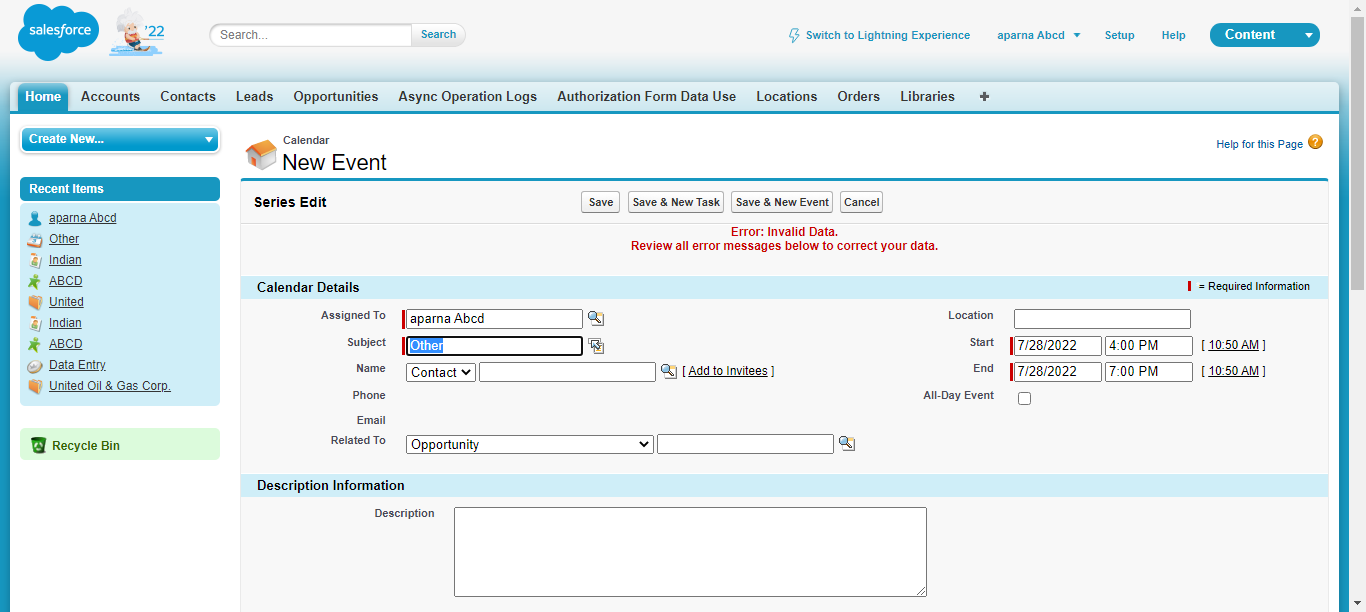 salesforce
'22
Search...
Search
Switch to Lightning Experience
aparna Abcd
Setup
Help
Content
Home Accounts Contacts Leads Opportunities Async Operation Logs Authorization Form Data Use Locations Orders Libraries +
Create New...
Recent Items
aparna Abcd
Other
Indian
ABCD
United
Indian
ABCD
Data Entry
United Oil & Gas Corp.
Recycle Bin
Calendar
New Event
Help for this Page ?
Series Edit
Save Save & New Task Save & New Event Cancel
Error: Invalid Data.
Review all error messages below to correct your data.
Calendar Details
= Required Information
Assigned To aparna Abcd
Location
Subject Other
Start 7/28/2022 4:00 PM [ 10:50 AM ]
Name Contact [ Add to Invitees ]
End 7/28/2022 7:00 PM [ 10:50 AM ]
Phone
All-Day Event
Email
Related To Opportunity
Description Information
Description